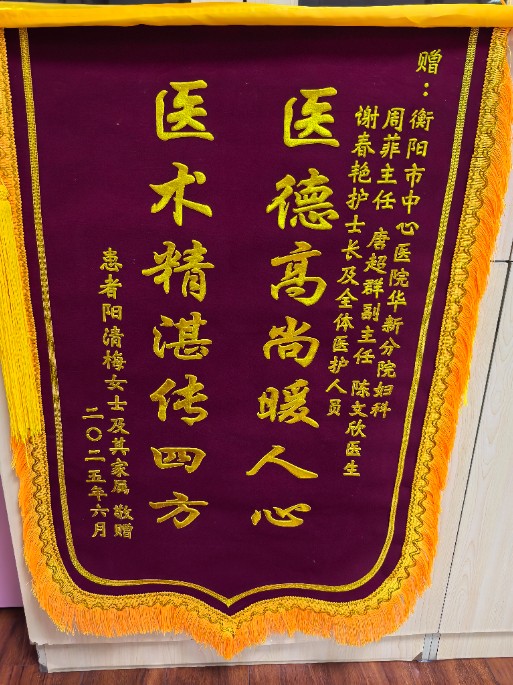 赠：衡阳市中心医院华新分院妇科
周菲主任 唐超群副主任 陈文欣医生
谢春艳护士长及全体医护人员
医德高尚暖人心
医术精湛传四方
患者阳清梅女士及其家属 敬赠
二〇二五年六月